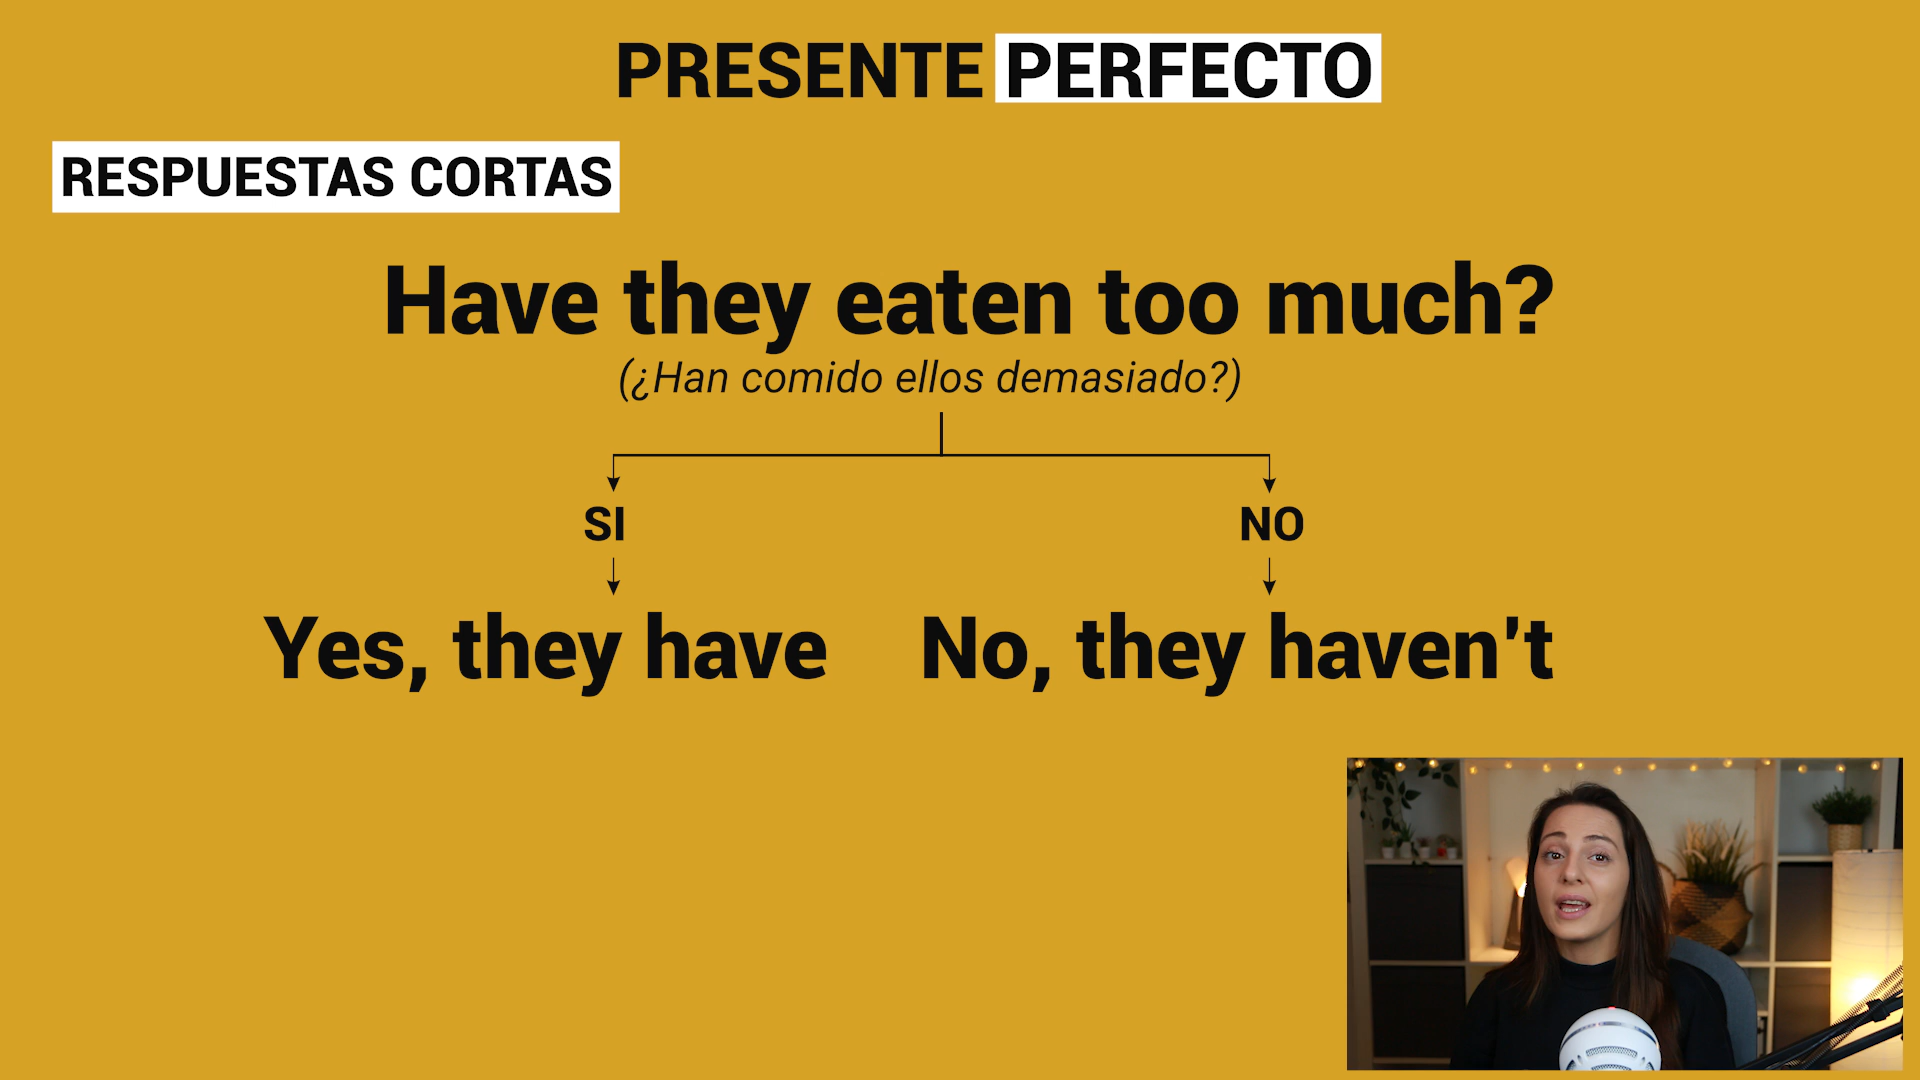 PRESENTE PERFECTO
RESPUESTAS CORTAS
Have they eaten too much?
(¿Han comido ellos demasiado?)
SI
NO
Yes, they have
No, they haven't